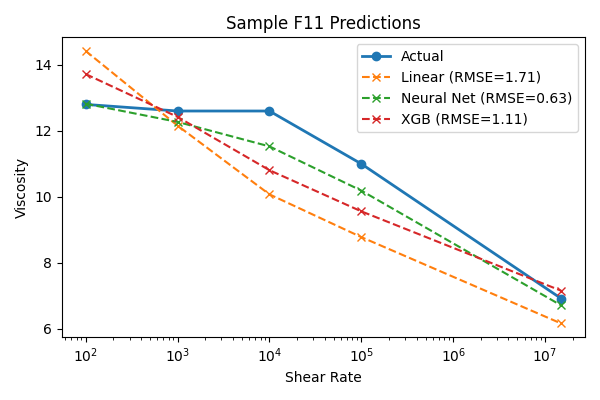 Sample F11 Predictions
Viscosity
14
12
10
8
6
Actual
Linear (RMSE=1.71)
Neural Net (RMSE=0.63)
XGB (RMSE=1.11)
10² 10³ 10⁴ 10⁵ 10⁶ 10⁷
Shear Rate